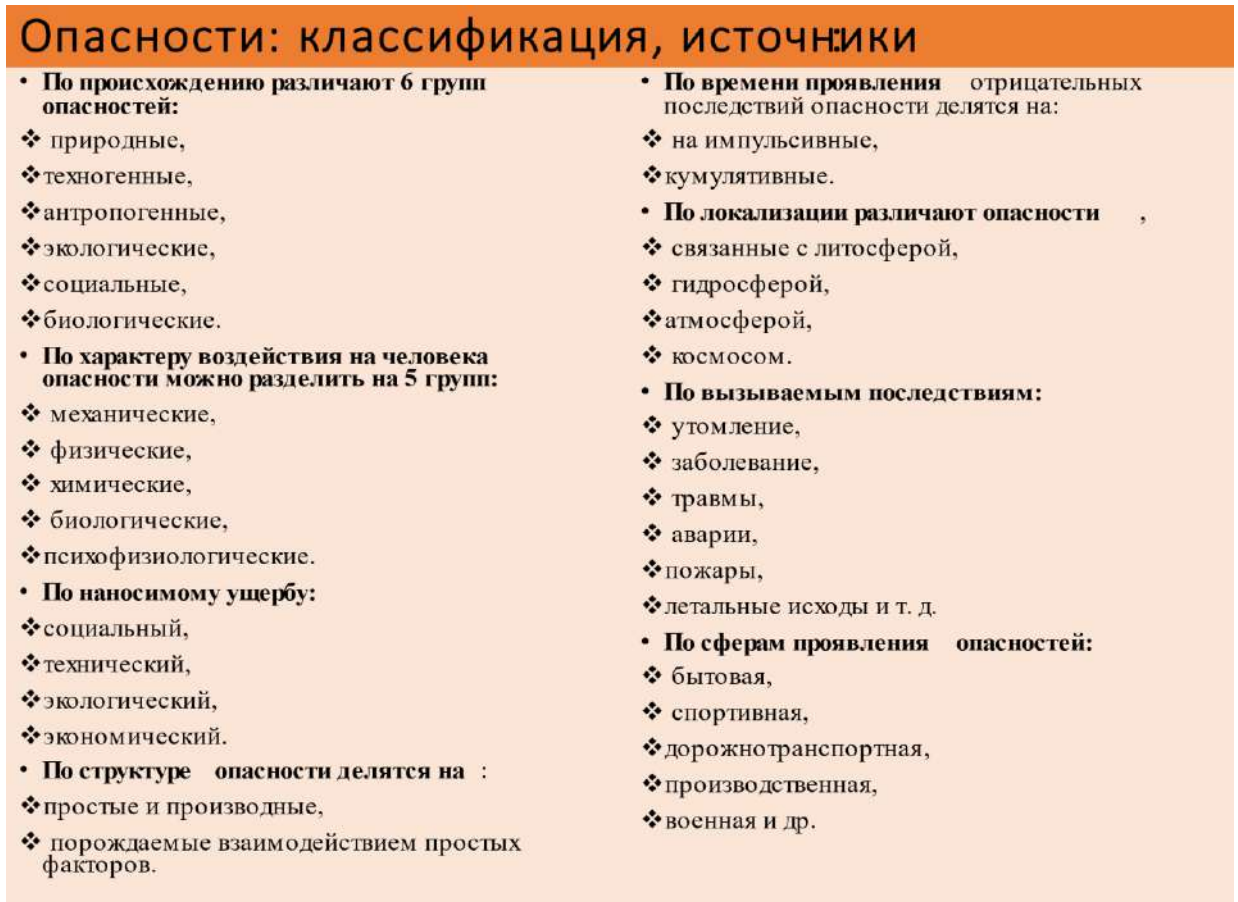 Опасности: классификация, источники
• По происхождению различают 6 групп
опасностей:
❖ природные,
❖техногенные,
❖антропогенные,
❖экологические,
❖социальные,
❖биологические.
• По характеру воздействия на человека
опасности можно разделить на 5 групп:
❖ механические,
❖ физические,
❖ химические,
❖ биологические,
❖психофизиологические.
• По наносимому ущербу:
❖социальный,
❖технический,
❖экологический,
❖экономический.
• По структуре опасности делятся на :
❖простые и производные,
❖ порождаемые взаимодействием простых
факторов.
• По времени проявления отрицательных
последствий опасности делятся на:
❖ на импульсивные,
❖кумулятивные.
• По локализации различают опасности ,
❖ связанные с литосферой,
❖ гидросферой,
❖атмосферой,
❖ космосом.
• По вызываемым последствиям:
❖ утомление,
❖ заболевание,
❖ травмы,
❖ аварии,
❖пожары,
❖летальные исходы и т. д.
• По сферам проявления опасностей:
❖ бытовая,
❖ спортивная,
❖дорожнотранспортная,
❖производственная,
❖военная и др.